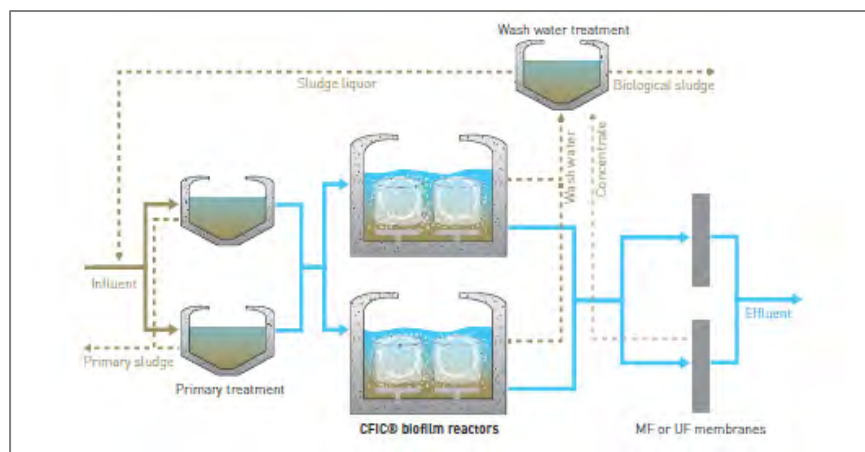 Wash water treatment
Sludge liquor
Biological sludge
Wash water
Concentrate
Influent
Effluent
Primary sludge
Primary treatment
CFIC® biofilm reactors
MF or UF membranes